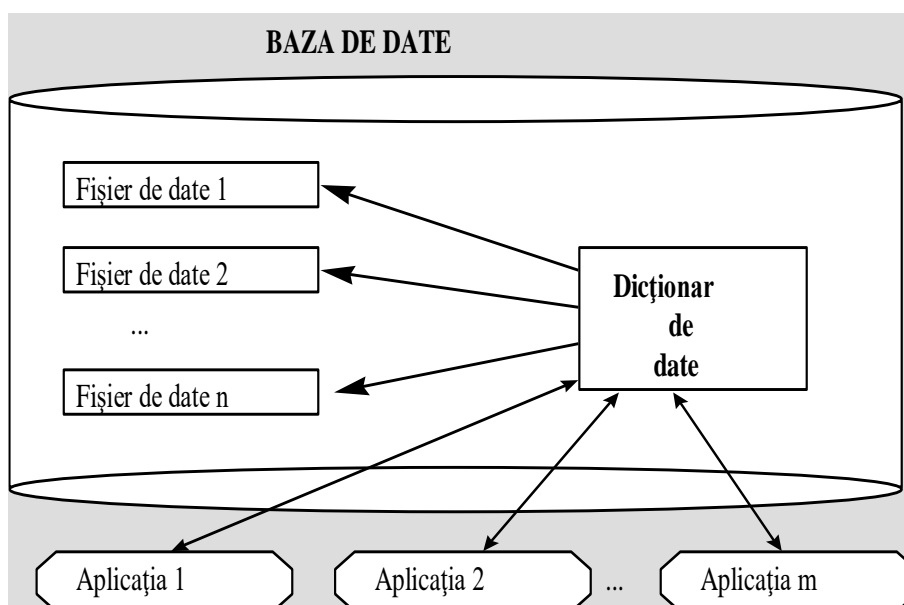 BAZA DE DATE
Fişier de date 1
Fişier de date 2
...
Fişier de date n
Dicţionar
de
date
Aplicaţia 1
Aplicaţia 2
...
Aplicaţia m